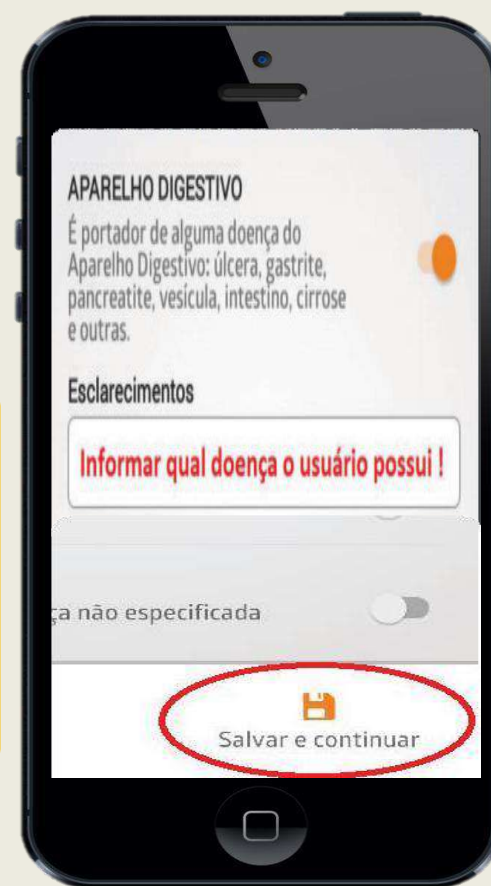 APARELHO DIGESTIVO
É portador de alguma doença do
Aparelho Digestivo: úlcera, gastrite,
pancreatite, vesícula, intestino, cirrose
e outras.
Esclarecimentos
Informar qual doença o usuário possui !
ça não especificada
Salvar e continuar